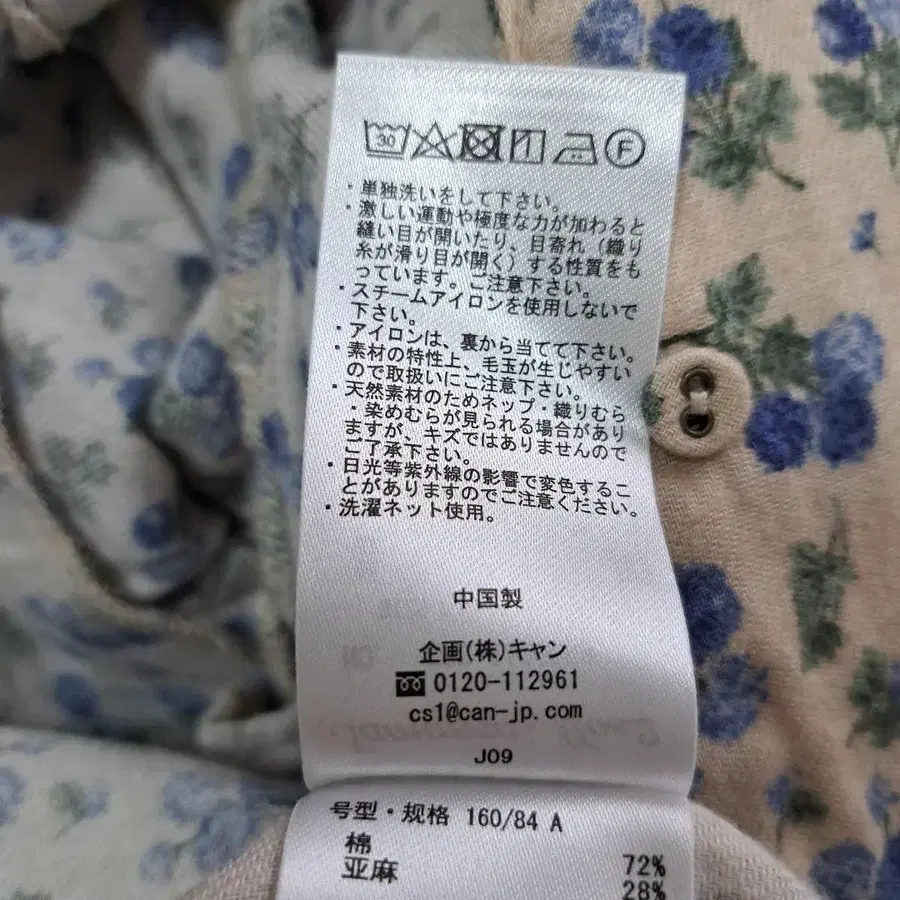 30 F
・単独洗いをして下さい。
・激しい運動や極度な力が加わると
縫い目が開いたり、目寄れ（織り
糸が滑り目が開く）する性質をも
っています。ご注意下さい。
・スチームアイロンを使用しないで
下さい。
・アイロンは、裏から当てて下さい。
・素材の特性上、毛玉が生じやすい
ので取扱いにご注意下さい。
・天然素材のためネップ・織りむら
・染めむらが見られる場合があり
ますが、キズではありませんので
ご了承下さい。
・日光等紫外線の影響で変色するこ
とがありますのでご注意ください。
・洗濯ネット使用。
中国製
企画(株)キャン
0120-112961
cs1@can-jp.com
J09
号型・规格 160/84 A
棉 72%
亚麻 28%